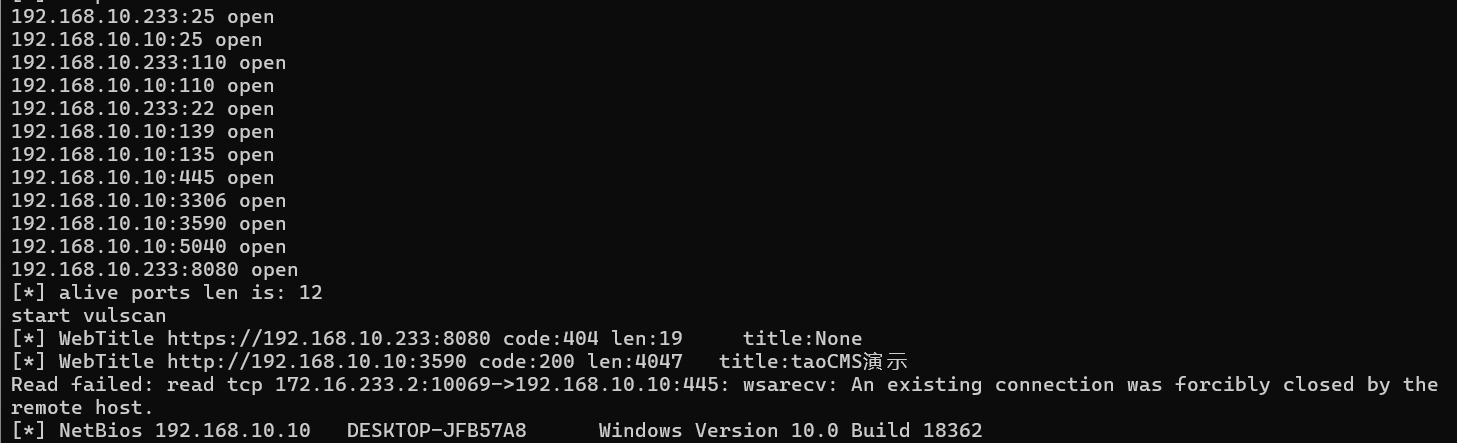 192.168.10.233:25 open
192.168.10.10:25 open
192.168.10.233:110 open
192.168.10.10:110 open
192.168.10.233:22 open
192.168.10.10:139 open
192.168.10.10:135 open
192.168.10.10:445 open
192.168.10.10:3306 open
192.168.10.10:3590 open
192.168.10.10:5040 open
192.168.10.233:8080 open
[*] alive ports len is: 12
start vulscan
[*] WebTitle https://192.168.10.233:8080 code:404 len:19     title:None
[*] WebTitle http://192.168.10.10:3590 code:200 len:4047   title:taoCMS演示
Read failed: read tcp 172.16.233.2:10069->192.168.10.10:445: wsarecv: An existing connection was forcibly closed by the
remote host.
[*] NetBios 192.168.10.10   DESKTOP-JFB57A8      Windows Version 10.0 Build 18362